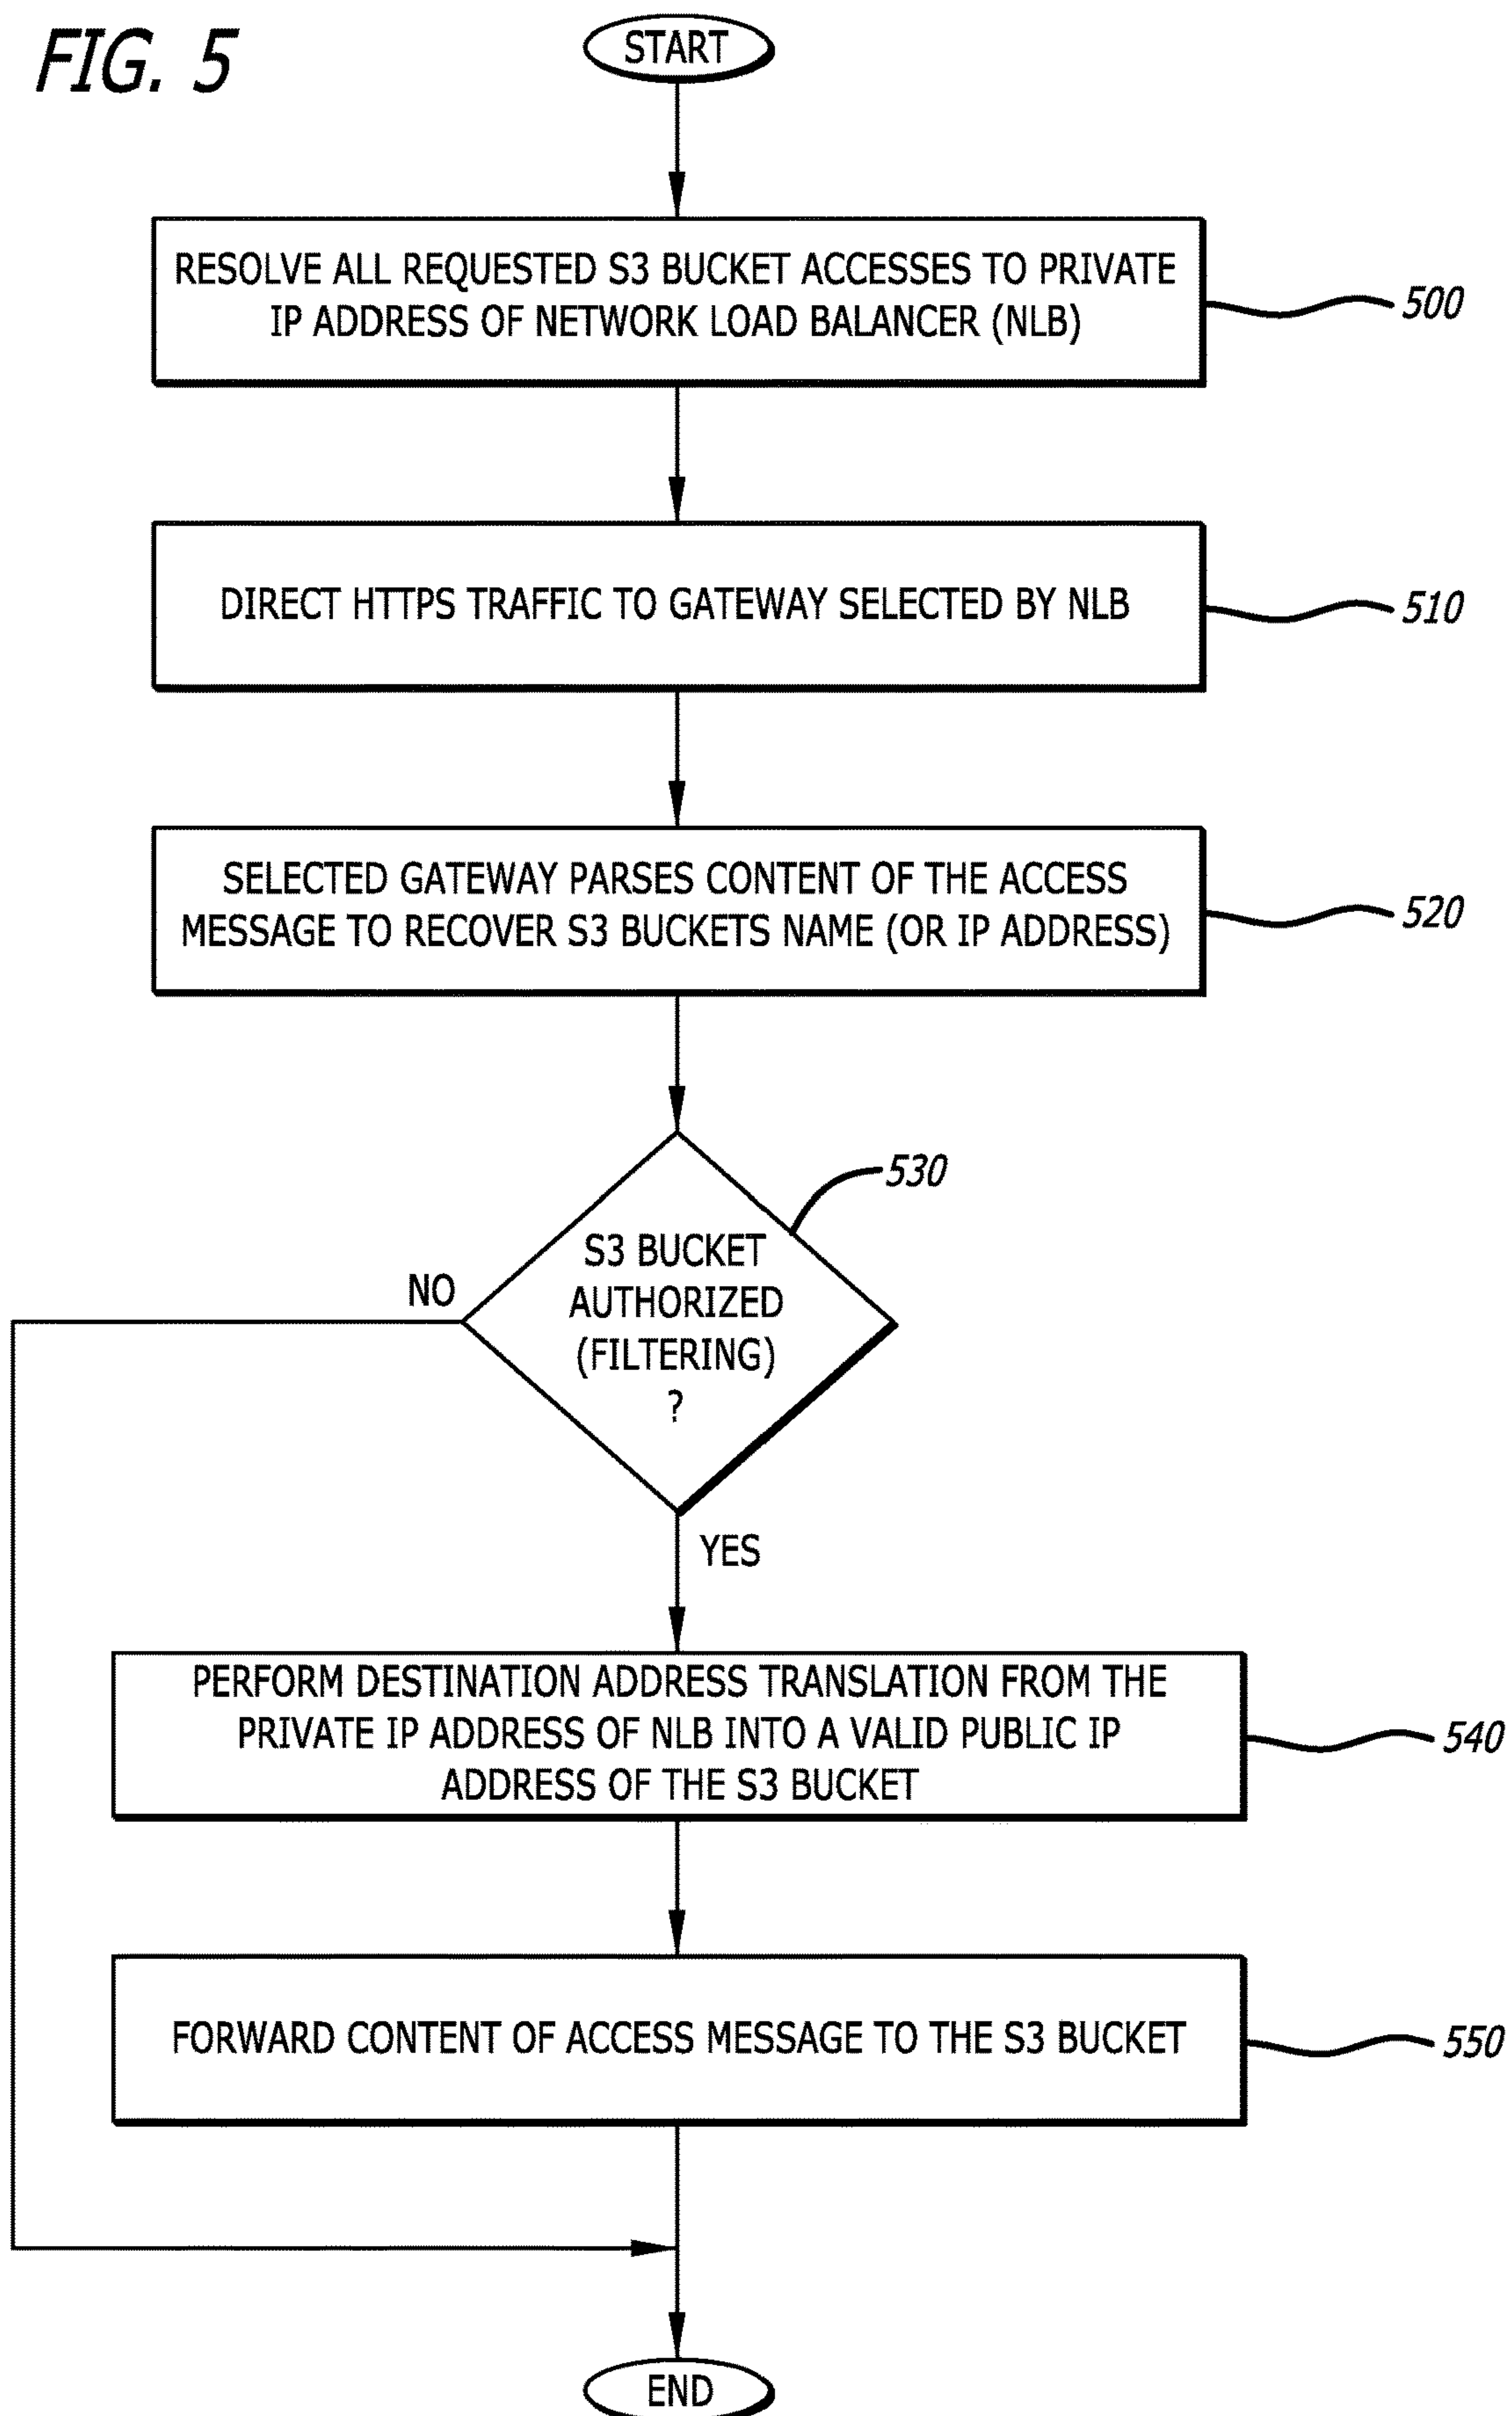 FIG. 5
START
RESOLVE ALL REQUESTED S3 BUCKET ACCESSES TO PRIVATE
IP ADDRESS OF NETWORK LOAD BALANCER (NLB)
500
DIRECT HTTPS TRAFFIC TO GATEWAY SELECTED BY NLB
510
SELECTED GATEWAY PARSES CONTENT OF THE ACCESS
MESSAGE TO RECOVER S3 BUCKETS NAME (OR IP ADDRESS)
520
530
S3 BUCKET
AUTHORIZED
(FILTERING)
?
NO
YES
PERFORM DESTINATION ADDRESS TRANSLATION FROM THE
PRIVATE IP ADDRESS OF NLB INTO A VALID PUBLIC IP
ADDRESS OF THE S3 BUCKET
540
FORWARD CONTENT OF ACCESS MESSAGE TO THE S3 BUCKET
550
END